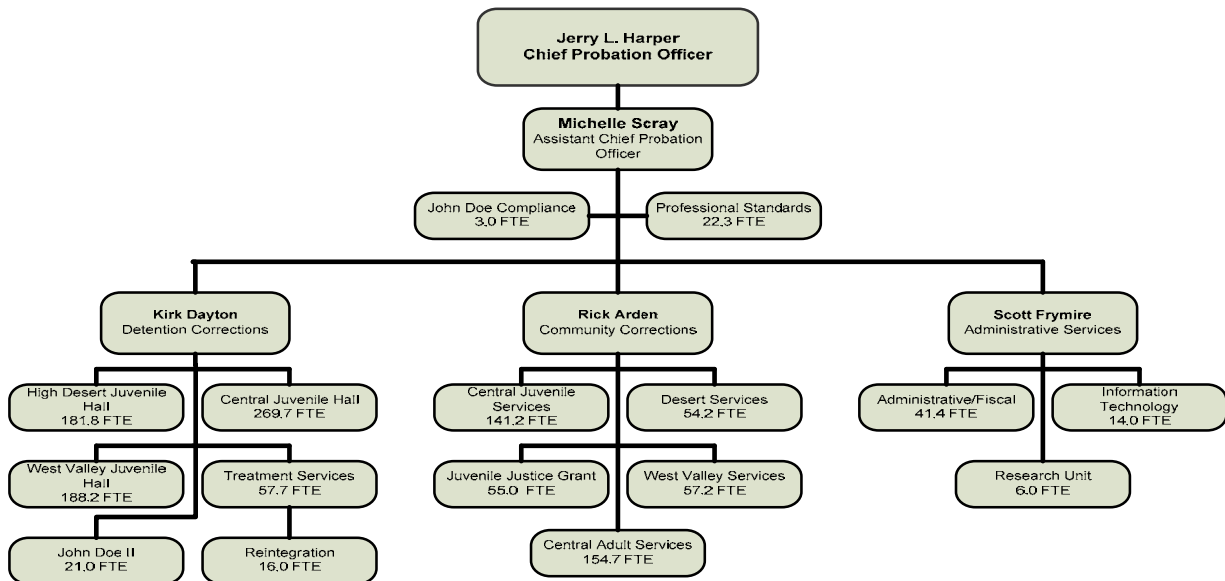 Jerry L. Harper
Chief Probation Officer
Michelle Scray
Assistant Chief Probation
Officer
John Doe Compliance
3.0 FTE
Professional Standards
22.3 FTE
Kirk Dayton
Detention Corrections
Rick Arden
Community Corrections
Scott Frymire
Administrative Services
High Desert Juvenile
Hall
181.8 FTE
Central Juvenile Hall
269.7 FTE
Central Juvenile
Services
141.2 FTE
Desert Services
54.2 FTE
Administrative/Fiscal
41.4 FTE
Information
Technology
14.0 FTE
West Valley Juvenile
Hall
188.2 FTE
Treatment Services
57.7 FTE
Juvenile Justice Grant
55.0 FTE
West Valley Services
57.2 FTE
Research Unit
6.0 FTE
John Doe II
21.0 FTE
Reintegration
16.0 FTE
Central Adult Services
154.7 FTE